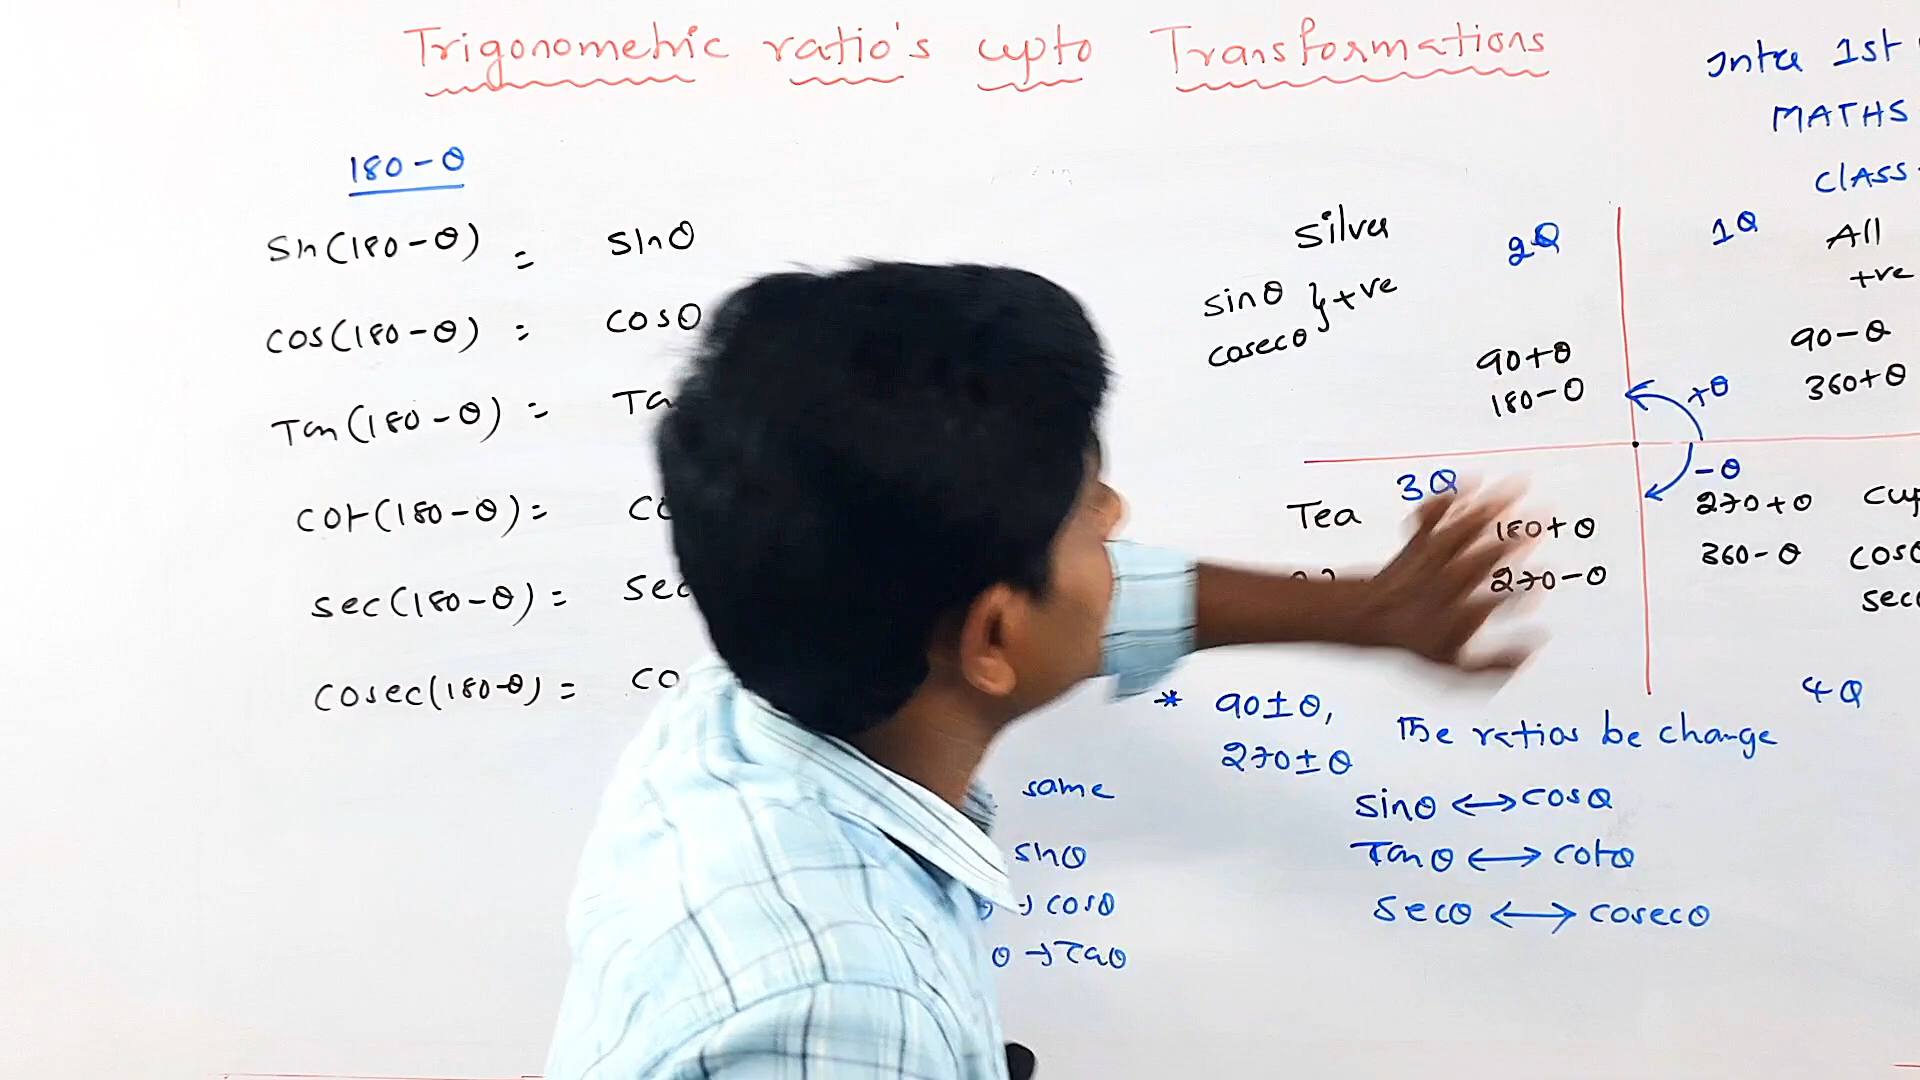 Trigonometric ratio's upto Transformations
Intra 1st
MATHS
CLASS
180-θ
Sin(180-θ) = sinθ
cos(180-θ) = cosθ
Tan(180-θ) =
cot(180-θ) =
sec(180-θ) = sec
cosec(180-θ) =
Silver 2Q
sinθ } +ve
cosecθ
90+θ
180-θ
1Q All
+ve
90-θ
360+θ
+θ
-θ
Tea 3Q
180+θ
270-θ
270+θ
360-θ
4Q
* 90±θ,
270±θ The ratios be change
sinθ ↔ cosθ
Tanθ ↔ cotθ
secθ ↔ cosecθ
same
sinθ
→ cosθ
θ → Tanθ